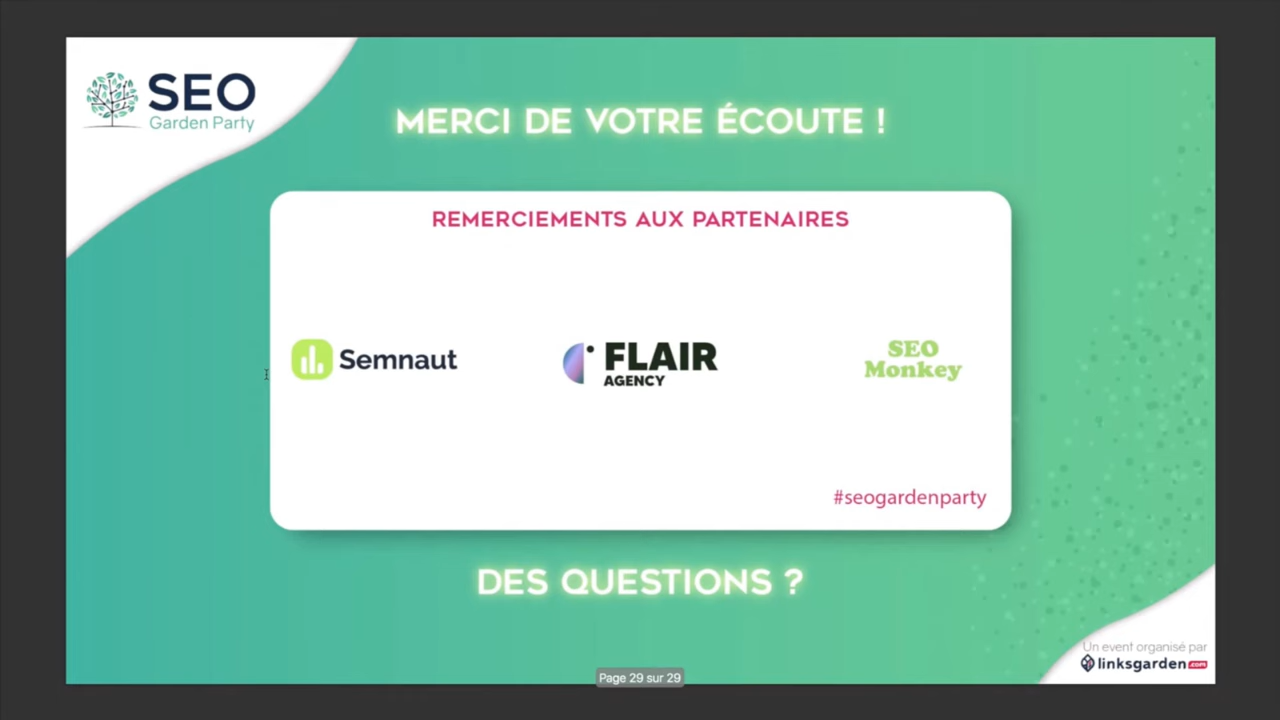 SEO
Garden Party
MERCI DE VOTRE ÉCOUTE !
REMERCIEMENTS AUX PARTENAIRES
Semnaut
FLAIR
AGENCY
SEO
Monkey
#seogardenparty
DES QUESTIONS ?
Un event organisé par
linksgarden.com
Page 29 sur 29